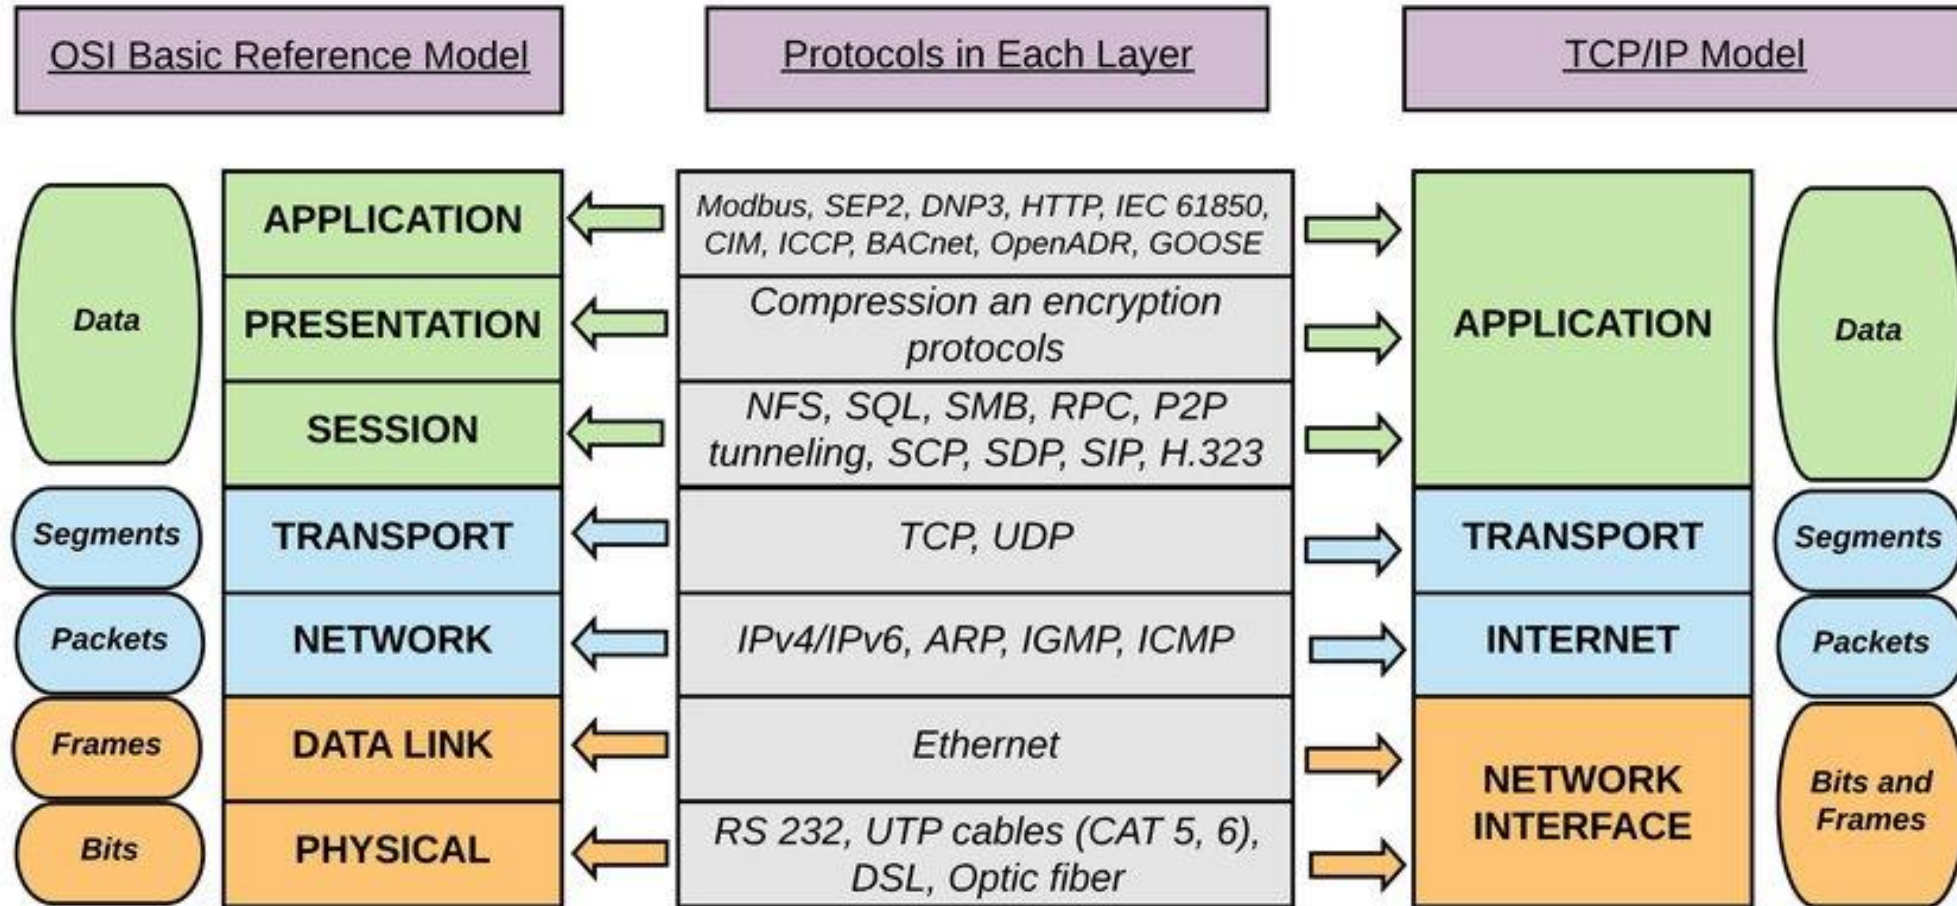 OSI Basic Reference Model
Protocols in Each Layer
TCP/IP Model
Data
APPLICATION
Modbus, SEP2, DNP3, HTTP, IEC 61850,
CIM, ICCP, BACnet, OpenADR, GOOSE
PRESENTATION
Compression an encryption
protocols
SESSION
NFS, SQL, SMB, RPC, P2P
tunneling, SCP, SDP, SIP, H.323
APPLICATION
Data
Segments
TRANSPORT
TCP, UDP
TRANSPORT
Segments
Packets
NETWORK
IPv4/IPv6, ARP, IGMP, ICMP
INTERNET
Packets
Frames
DATA LINK
Ethernet
Bits
PHYSICAL
RS 232, UTP cables (CAT 5, 6),
DSL, Optic fiber
NETWORK
INTERFACE
Bits and
Frames